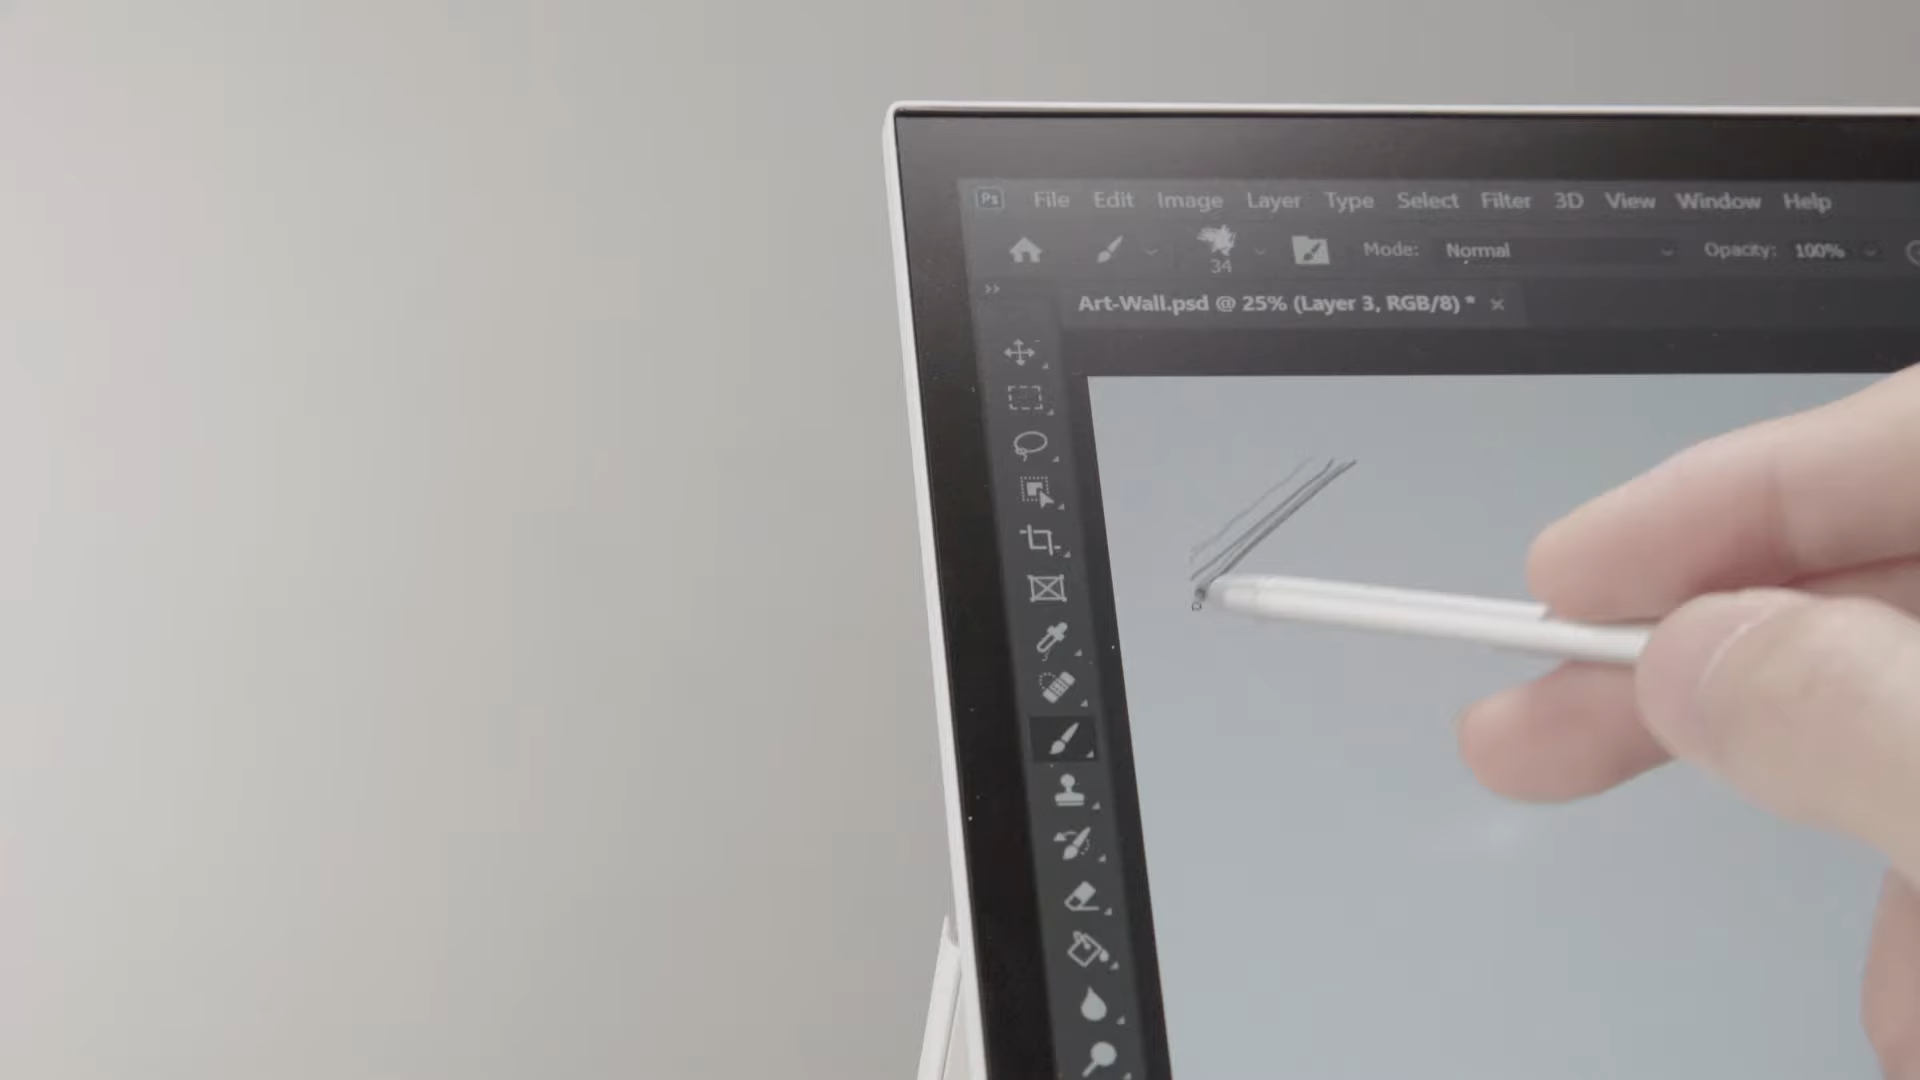 Ps File Edit Image Layer Type Select Filter 3D View Window Help
34 Mode: Normal Opacity: 100%
Art-Wall.psd @ 25% (Layer 3, RGB/8) * ×